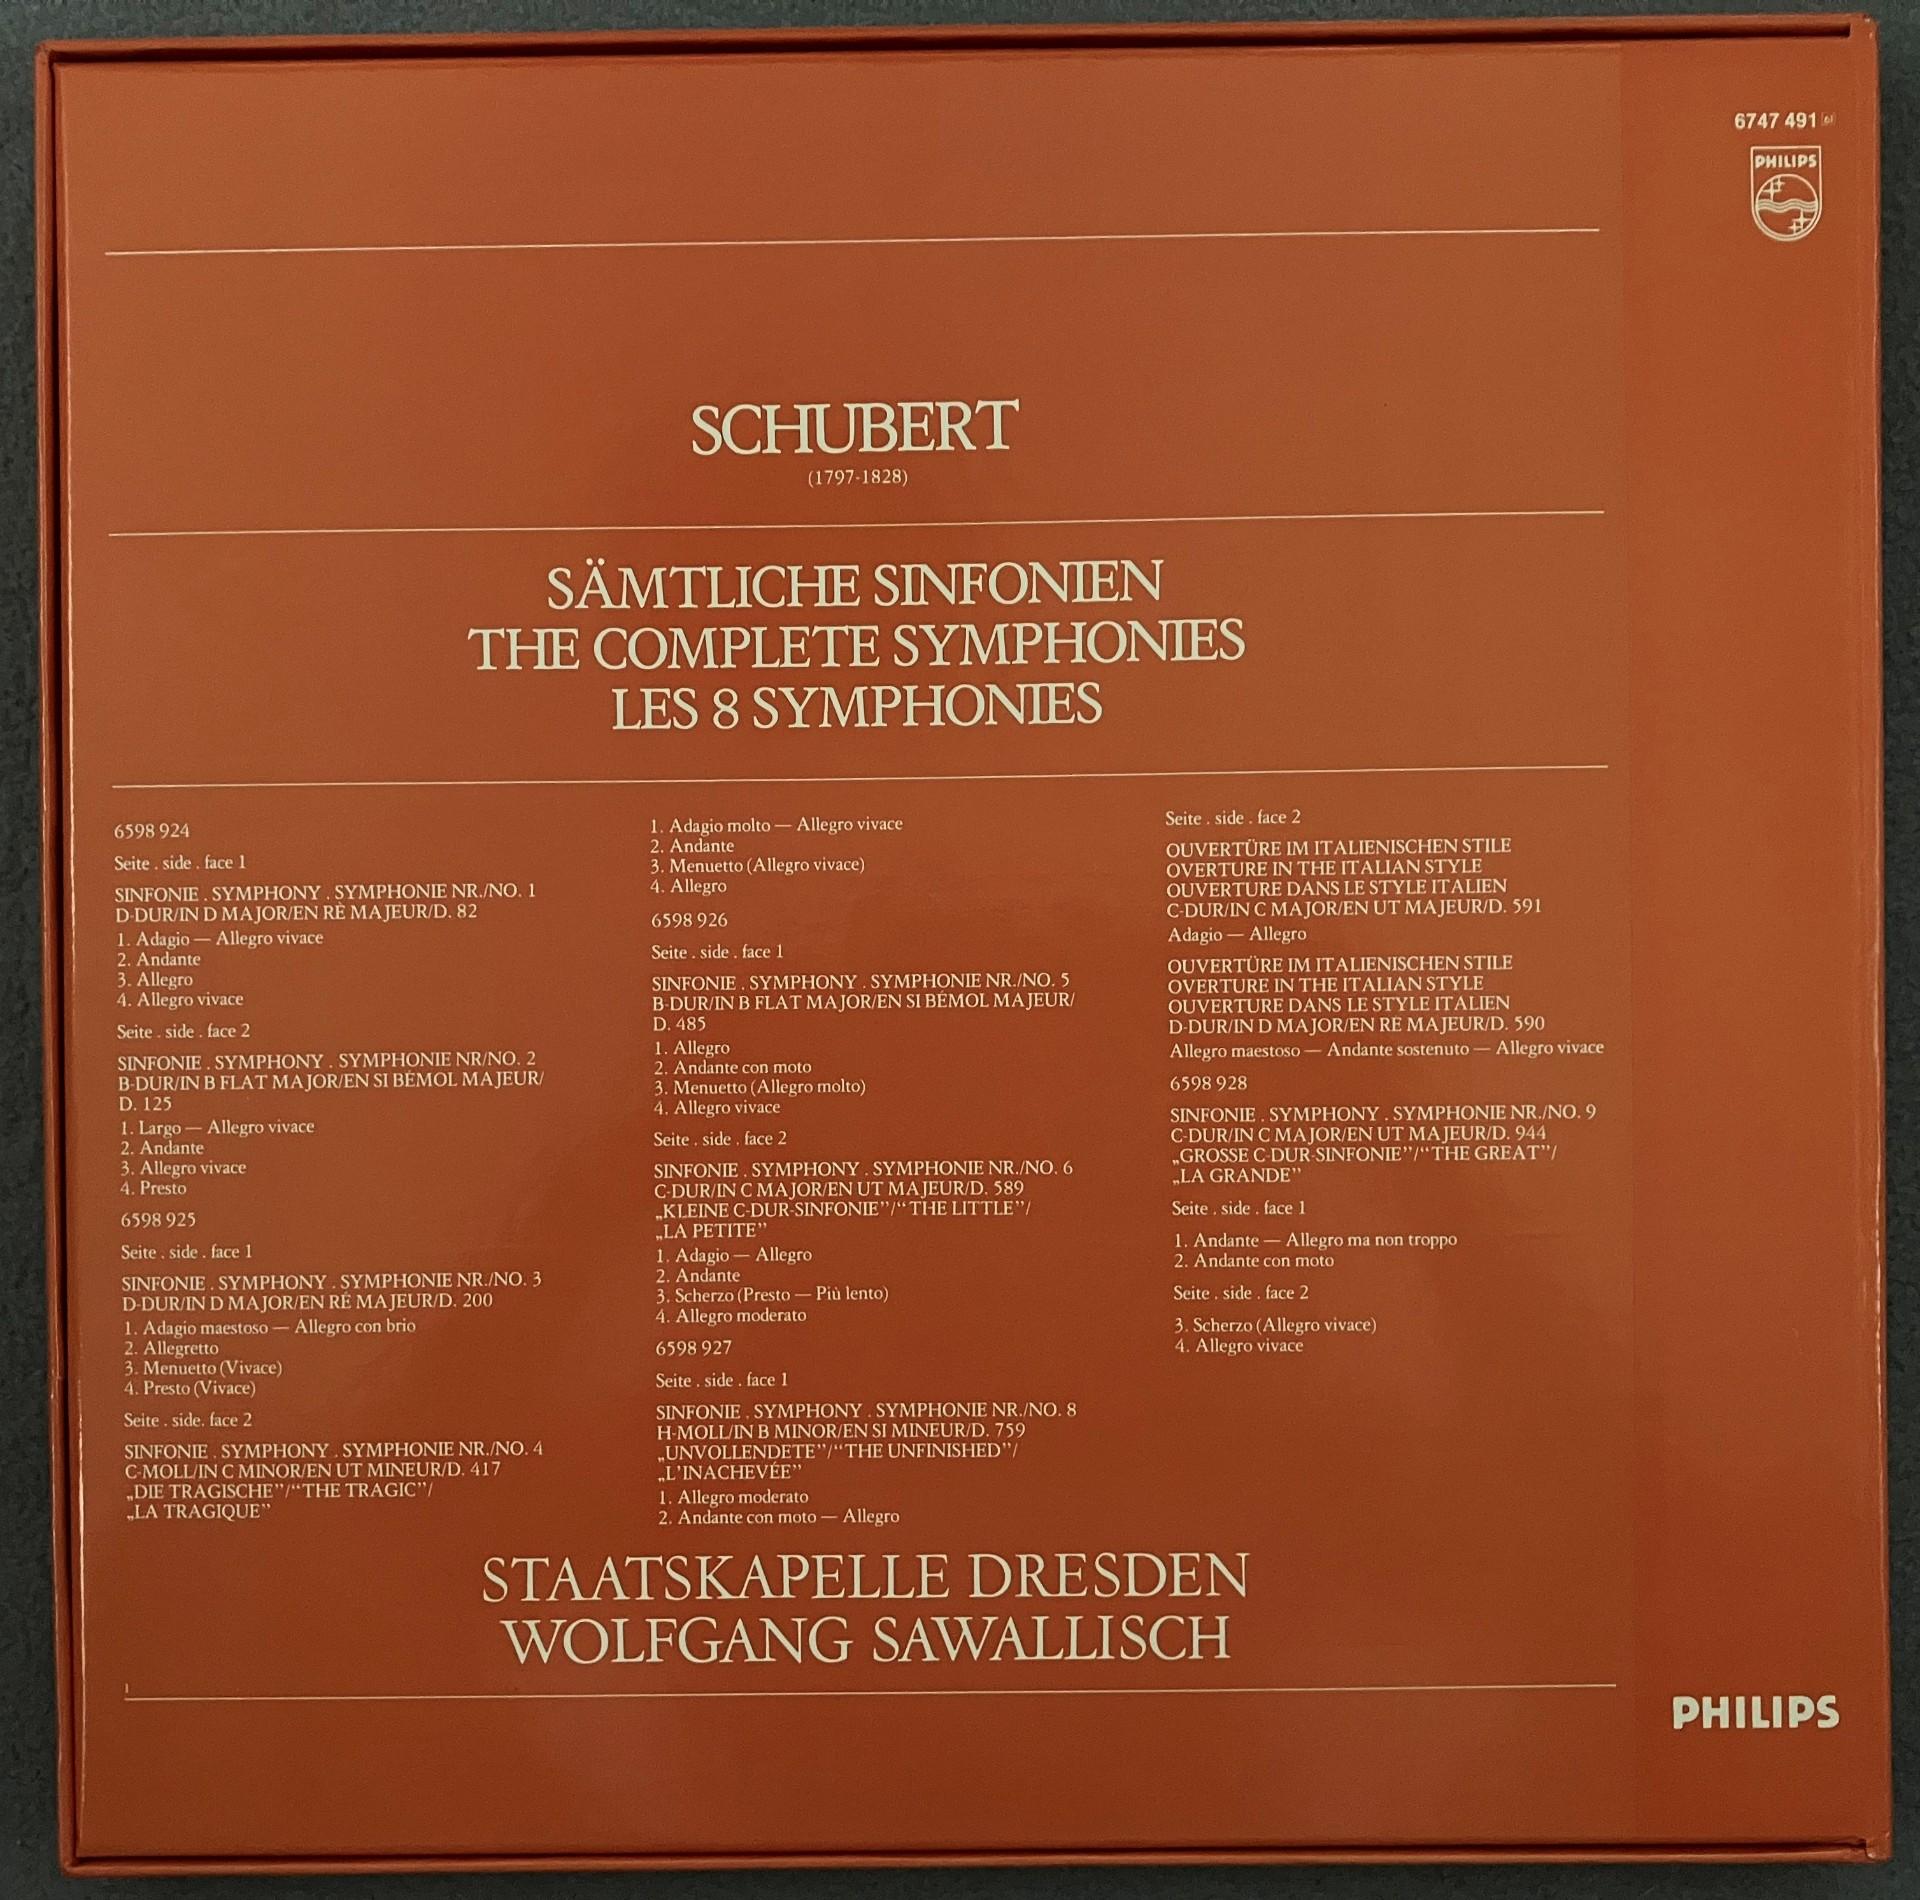 6747 491
PHILIPS
SCHUBERT
(1797-1828)
SÄMTLICHE SINFONIEN
THE COMPLETE SYMPHONIES
LES 8 SYMPHONIES
6598 924
Seite . side . face 1
SINFONIE . SYMPHONY . SYMPHONIE NR./NO. 1
D-DUR/IN D MAJOR/EN RÈ MAJEUR/D. 82
1. Adagio — Allegro vivace
2. Andante
3. Allegro
4. Allegro vivace
Seite . side . face 2
SINFONIE . SYMPHONY . SYMPHONIE NR/NO. 2
B-DUR/IN B FLAT MAJOR/EN SI BÉMOL MAJEUR/
D. 125
1. Largo — Allegro vivace
2. Andante
3. Allegro vivace
4. Presto
6598 925
Seite . side . face 1
SINFONIE . SYMPHONY . SYMPHONIE NR./NO. 3
D-DUR/IN D MAJOR/EN RÉ MAJEUR/D. 200
1. Adagio maestoso — Allegro con brio
2. Allegretto
3. Menuetto (Vivace)
4. Presto (Vivace)
Seite . side. face 2
SINFONIE . SYMPHONY . SYMPHONIE NR./NO. 4
C-MOLL/IN C MINOR/EN UT MINEUR/D. 417
„DIE TRAGISCHE”/“THE TRAGIC”/
„LA TRAGIQUE”
1. Adagio molto — Allegro vivace
2. Andante
3. Menuetto (Allegro vivace)
4. Allegro
6598 926
Seite . side . face 1
SINFONIE . SYMPHONY . SYMPHONIE NR./NO. 5
B-DUR/IN B FLAT MAJOR/EN SI BÉMOL MAJEUR/
D. 485
1. Allegro
2. Andante con moto
3. Menuetto (Allegro molto)
4. Allegro vivace
Seite . side . face 2
SINFONIE . SYMPHONY . SYMPHONIE NR./NO. 6
C-DUR/IN C MAJOR/EN UT MAJEUR/D. 589
„KLEINE C-DUR-SINFONIE”/“THE LITTLE”/
„LA PETITE”
1. Adagio — Allegro
2. Andante
3. Scherzo (Presto — Più lento)
4. Allegro moderato
6598 927
Seite . side . face 1
SINFONIE . SYMPHONY . SYMPHONIE NR./NO. 8
H-MOLL/IN B MINOR/EN SI MINEUR/D. 759
„UNVOLLENDETE”/“THE UNFINISHED”/
„L'INACHEVÉE”
1. Allegro moderato
2. Andante con moto — Allegro
Seite . side . face 2
OUVERTÜRE IM ITALIENISCHEN STILE
OVERTURE IN THE ITALIAN STYLE
OUVERTURE DANS LE STYLE ITALIEN
C-DUR/IN C MAJOR/EN UT MAJEUR/D. 591
Adagio — Allegro
OUVERTÜRE IM ITALIENISCHEN STILE
OVERTURE IN THE ITALIAN STYLE
OUVERTURE DANS LE STYLE ITALIEN
D-DUR/IN D MAJOR/EN RÉ MAJEUR/D. 590
Allegro maestoso — Andante sostenuto — Allegro vivace
6598 928
SINFONIE . SYMPHONY . SYMPHONIE NR./NO. 9
C-DUR/IN C MAJOR/EN UT MAJEUR/D. 944
„GROSSE C-DUR-SINFONIE”/“THE GREAT”/
„LA GRANDE”
Seite . side . face 1
1. Andante — Allegro ma non troppo
2. Andante con moto
Seite . side . face 2
3. Scherzo (Allegro vivace)
4. Allegro vivace
STAATSKAPELLE DRESDEN
WOLFGANG SAWALLISCH
PHILIPS